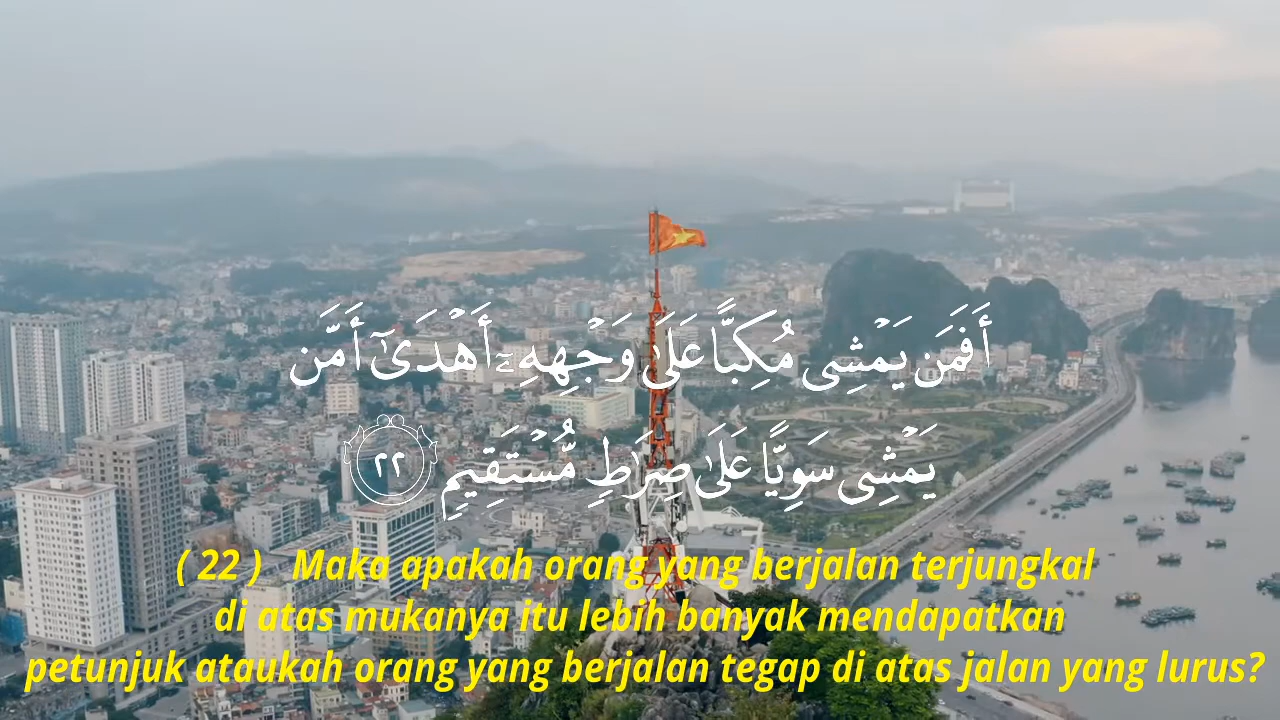 أَفَمَن يَمْشِى مُكِبًّا عَلَىٰ وَجْهِهِۦٓ أَهْدَىٰٓ أَمَّن
يَمْشِى سَوِيًّا عَلَىٰ صِرَٰطٍ مُّسْتَقِيمٍ ٢٢
( 22 ) Maka apakah orang yang berjalan terjungkal
di atas mukanya itu lebih banyak mendapatkan
petunjuk ataukah orang yang berjalan tegap di atas jalan yang lurus?